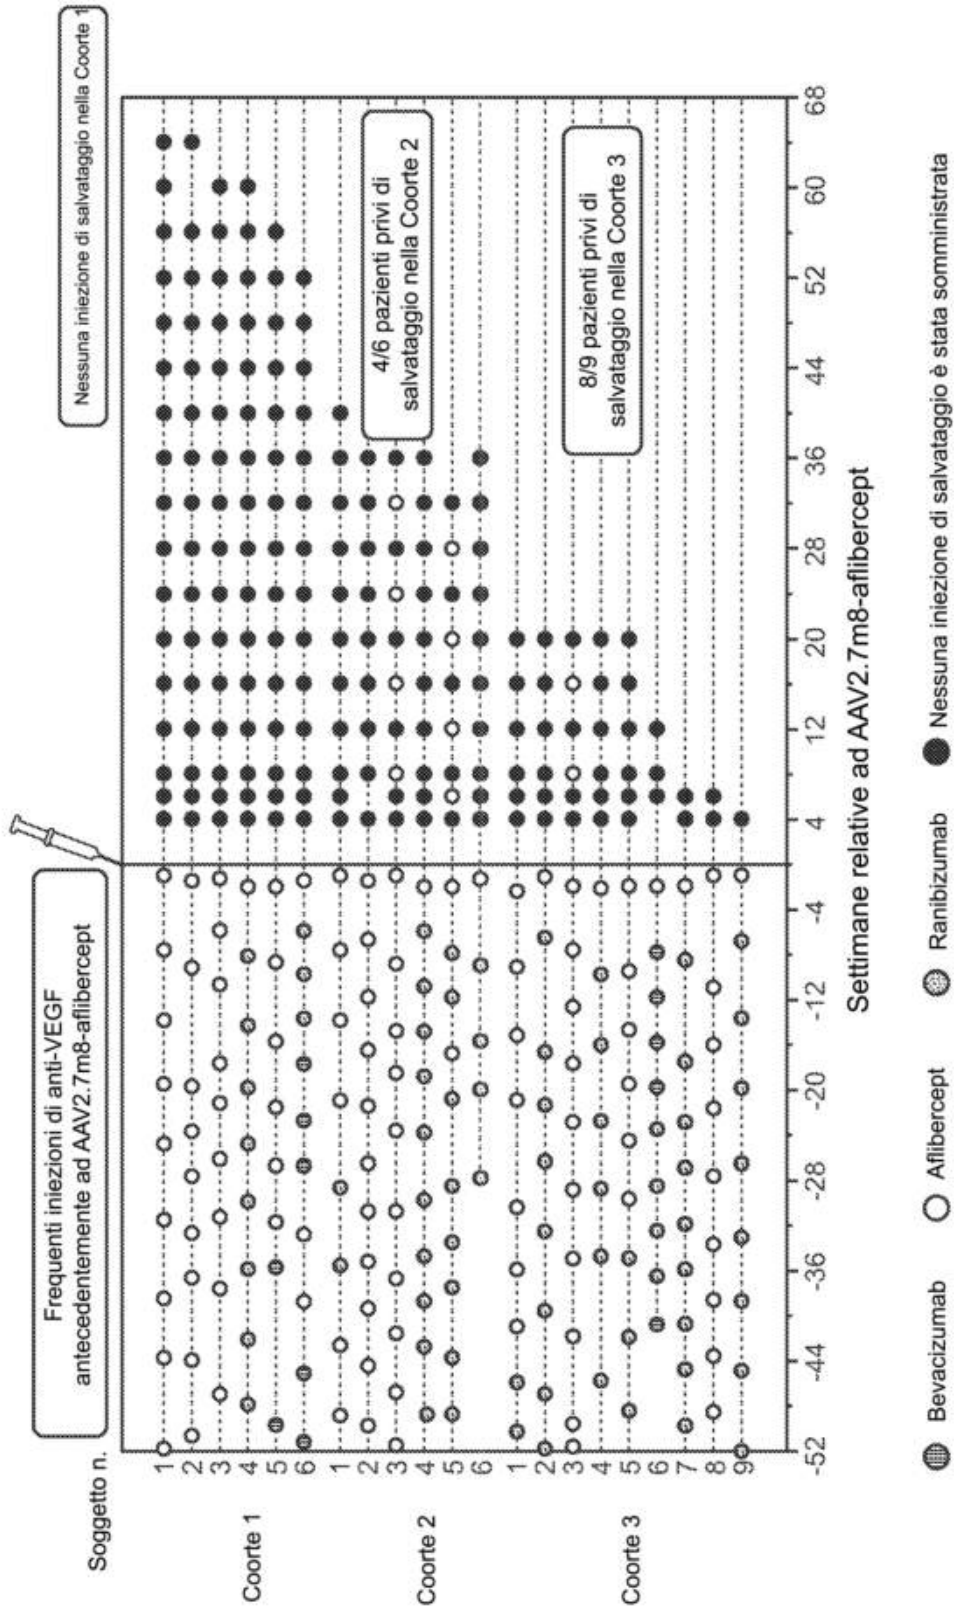 Frequenti iniezioni di anti-VEGF
antecedentemente ad AAV2.7m8-aflibercept
Nessuna iniezione di salvataggio nella Coorte 1
Soggetto n.
Coorte 1
1
2
3
4
5
6
Coorte 2
1
2
3
4
5
6
4/6 pazienti privi di
salvataggio nella Coorte 2
Coorte 3
1
2
3
4
5
6
7
8
9
8/9 pazienti privi di
salvataggio nella Coorte 3
-52 -44 -36 -28 -20 -12 -4 4 12 20 28 36 44 52 60 68
Settimane relative ad AAV2.7m8-aflibercept
Bevacizumab Aflibercept Ranibizumab Nessuna iniezione di salvataggio è stata somministrata